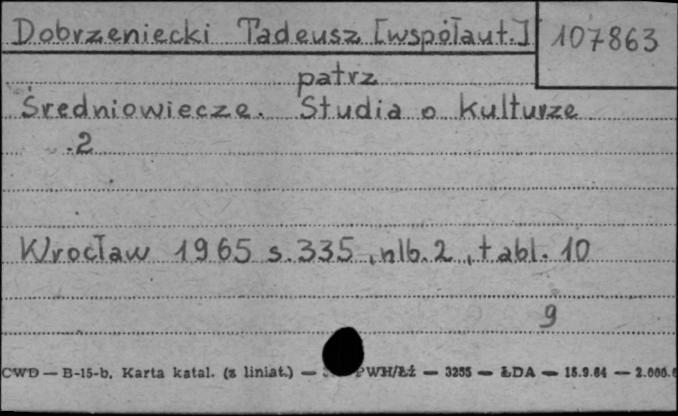 Dobrzeniecki Tadeusz [współaut.] 107863
patrz
Średniowiecze. Studia o kulturze
.2
Wrocław 1965 s.335, nlb.2, tabl. 10
9
CWD — B-15-b. Karta katal. (z liniat.) — PWH/Łź — 3255 — ŁDA — 15.9.64 — 2.000.0